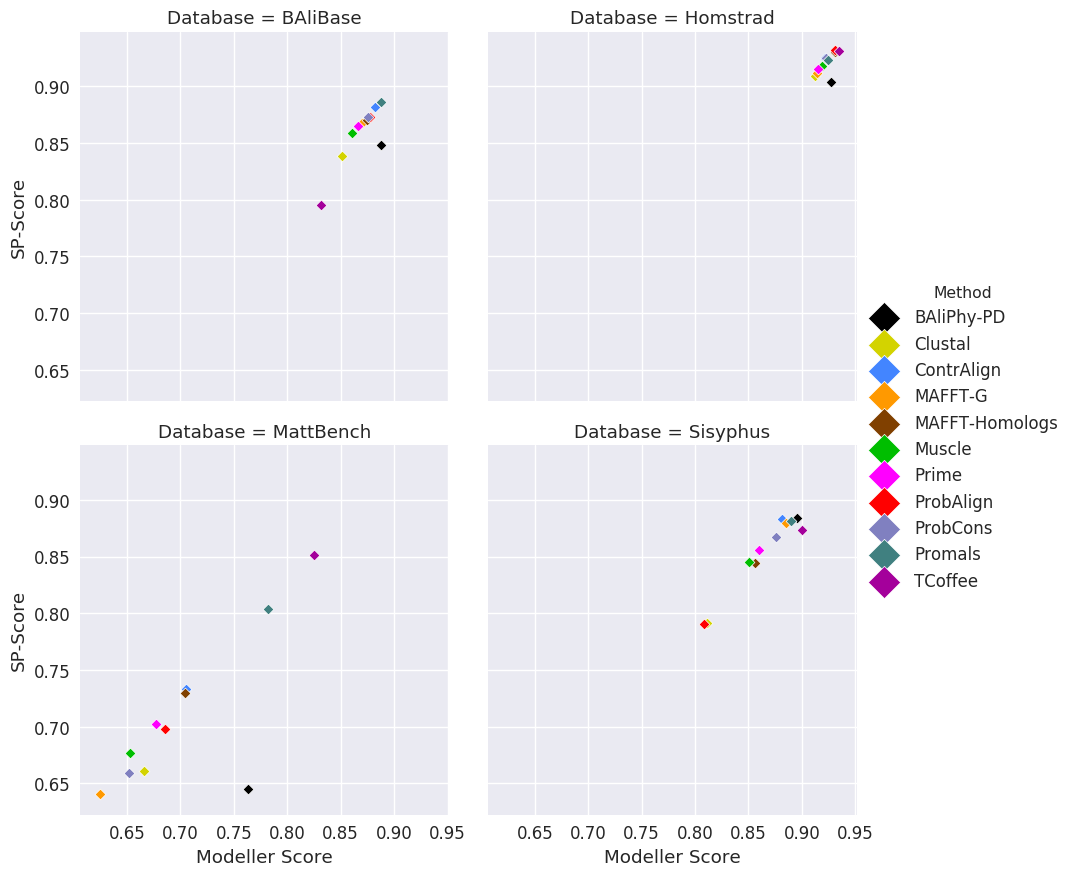 Database = BAliBase
Database = Homstrad
0.90
0.85
0.80
0.75
0.70
0.65
SP-Score
Method
BAliPhy-PD
Clustal
ContrAlign
MAFFT-G
MAFFT-Homologs
Muscle
Prime
ProbAlign
ProbCons
Promals
TCoffee
Database = MattBench
Database = Sisyphus
0.90
0.85
0.80
0.75
0.70
0.65
SP-Score
0.65 0.70 0.75 0.80 0.85 0.90 0.95
Modeller Score
0.65 0.70 0.75 0.80 0.85 0.90 0.95
Modeller Score